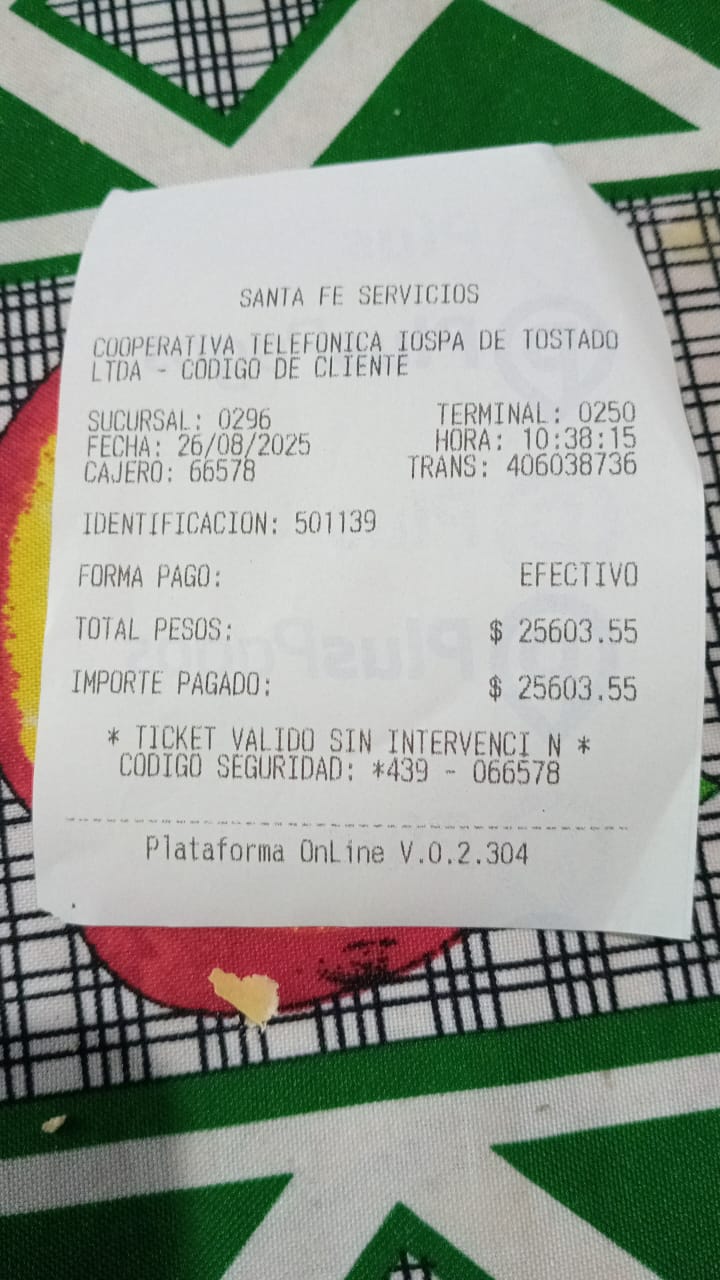 SANTA FE SERVICIOS
COOPERATIVA TELEFONICA IOSPA DE TOSTADO
LTDA - CODIGO DE CLIENTE
SUCURSAL: 0296 TERMINAL: 0250
FECHA: 26/08/2025 HORA: 10:38:15
CAJERO: 66578 TRANS: 406038736
IDENTIFICACION: 501139
FORMA PAGO: EFECTIVO
TOTAL PESOS: $ 25603.55
IMPORTE PAGADO: $ 25603.55
* TICKET VALIDO SIN INTERVENCI N *
CODIGO SEGURIDAD: *439 - 066578
Plataforma OnLine V.0.2.304